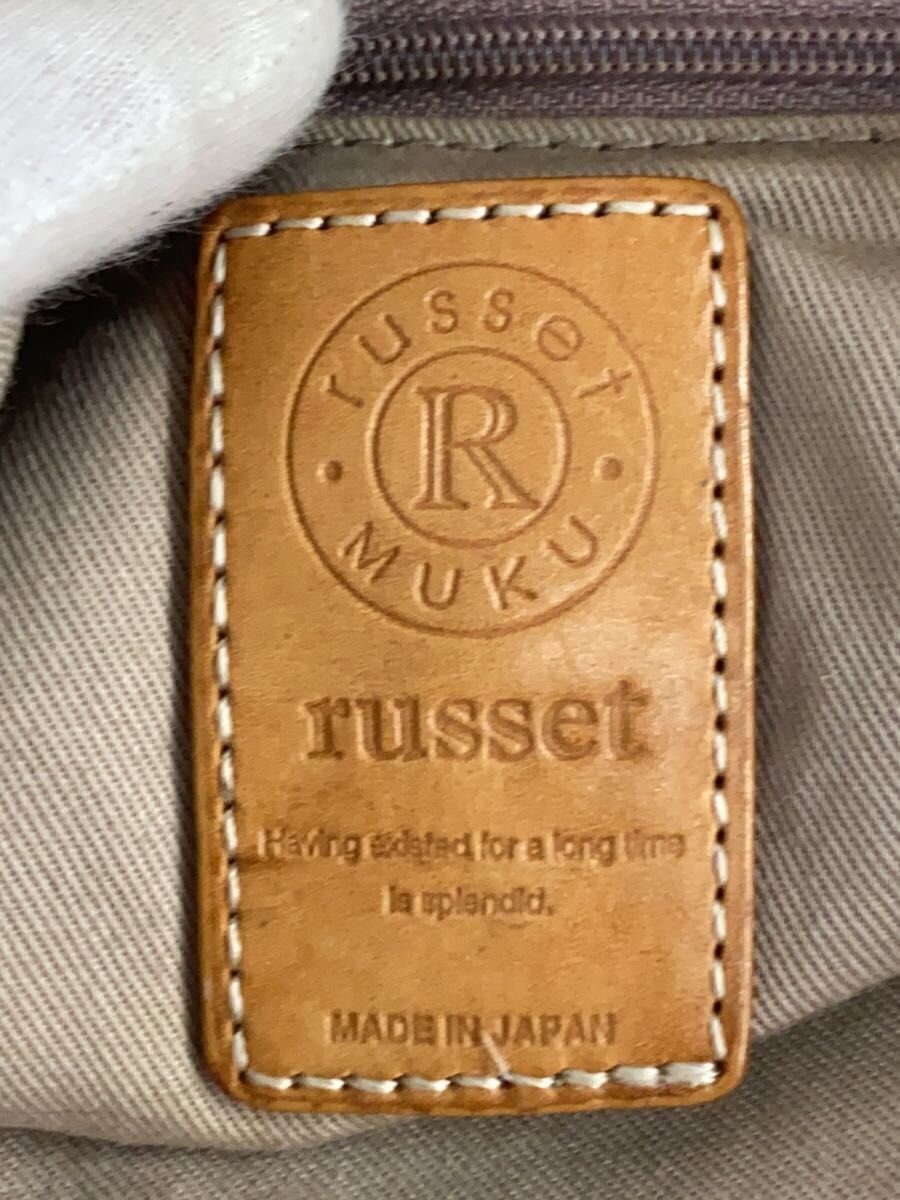 russet
R
MUKU
russet
Having existed for a long time
is splendid.
MADE IN JAPAN